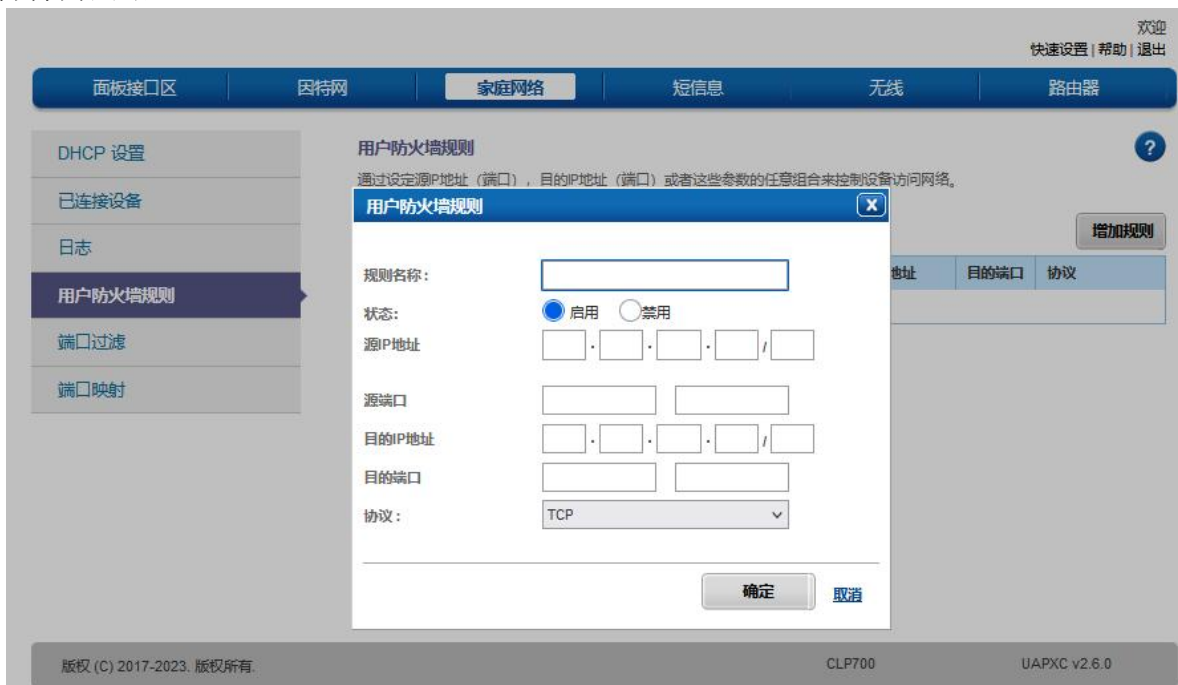 欢迎
快速设置 | 帮助 | 退出
面板接口区 因特网 家庭网络 短信息 无线 路由器
DHCP 设置
已连接设备
日志
用户防火墙规则
端口过滤
端口映射
用户防火墙规则
?
通过设定源IP地址（端口），目的IP地址（端口）或者这些参数的任意组合来控制设备访问网络。
增加规则
地址 目的端口 协议
用户防火墙规则 X
规则名称：
状态: 启用 禁用
源IP地址 . . . /
源端口
目的IP地址 . . . /
目的端口
协议： TCP
确定 取消
版权 (C) 2017-2023. 版权所有. CLP700 UAPXC v2.6.0